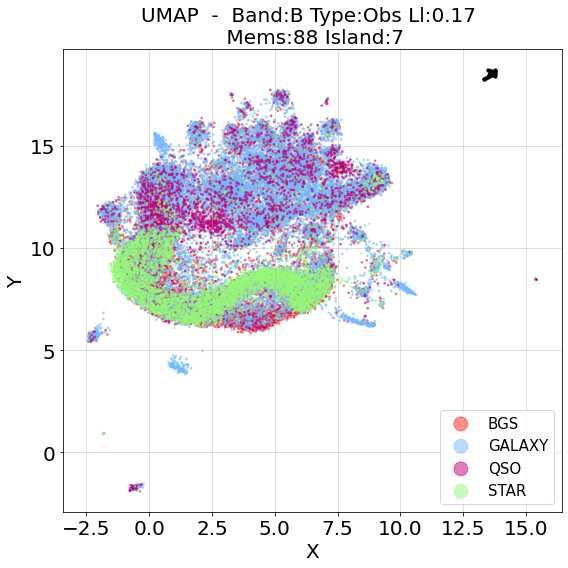 UMAP  -  Band:B Type:Obs Ll:0.17
Mems:88 Island:7
15
10
5
0
Y
−2.5 0.0 2.5 5.0 7.5 10.0 12.5 15.0
X
BGS
GALAXY
QSO
STAR